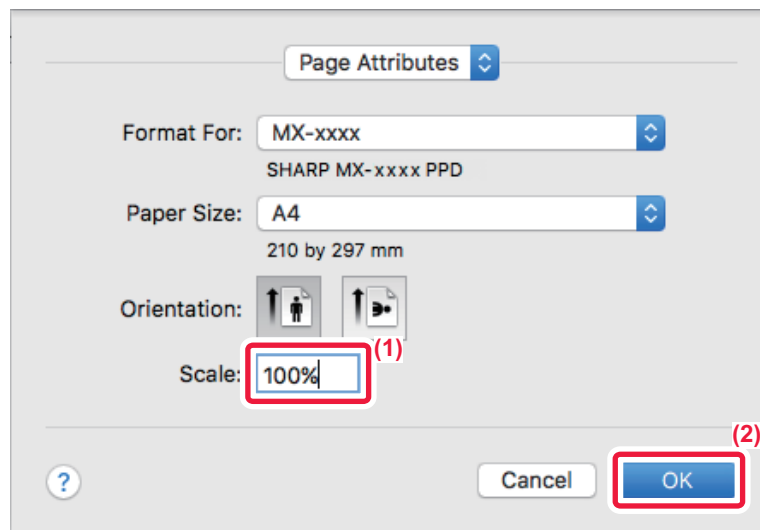 Page Attributes
Format For: MX-xxxx
SHARP MX-xxxx PPD
Paper Size: A4
210 by 297 mm
Orientation:
(1)
Scale: 100%
(2)
? Cancel OK